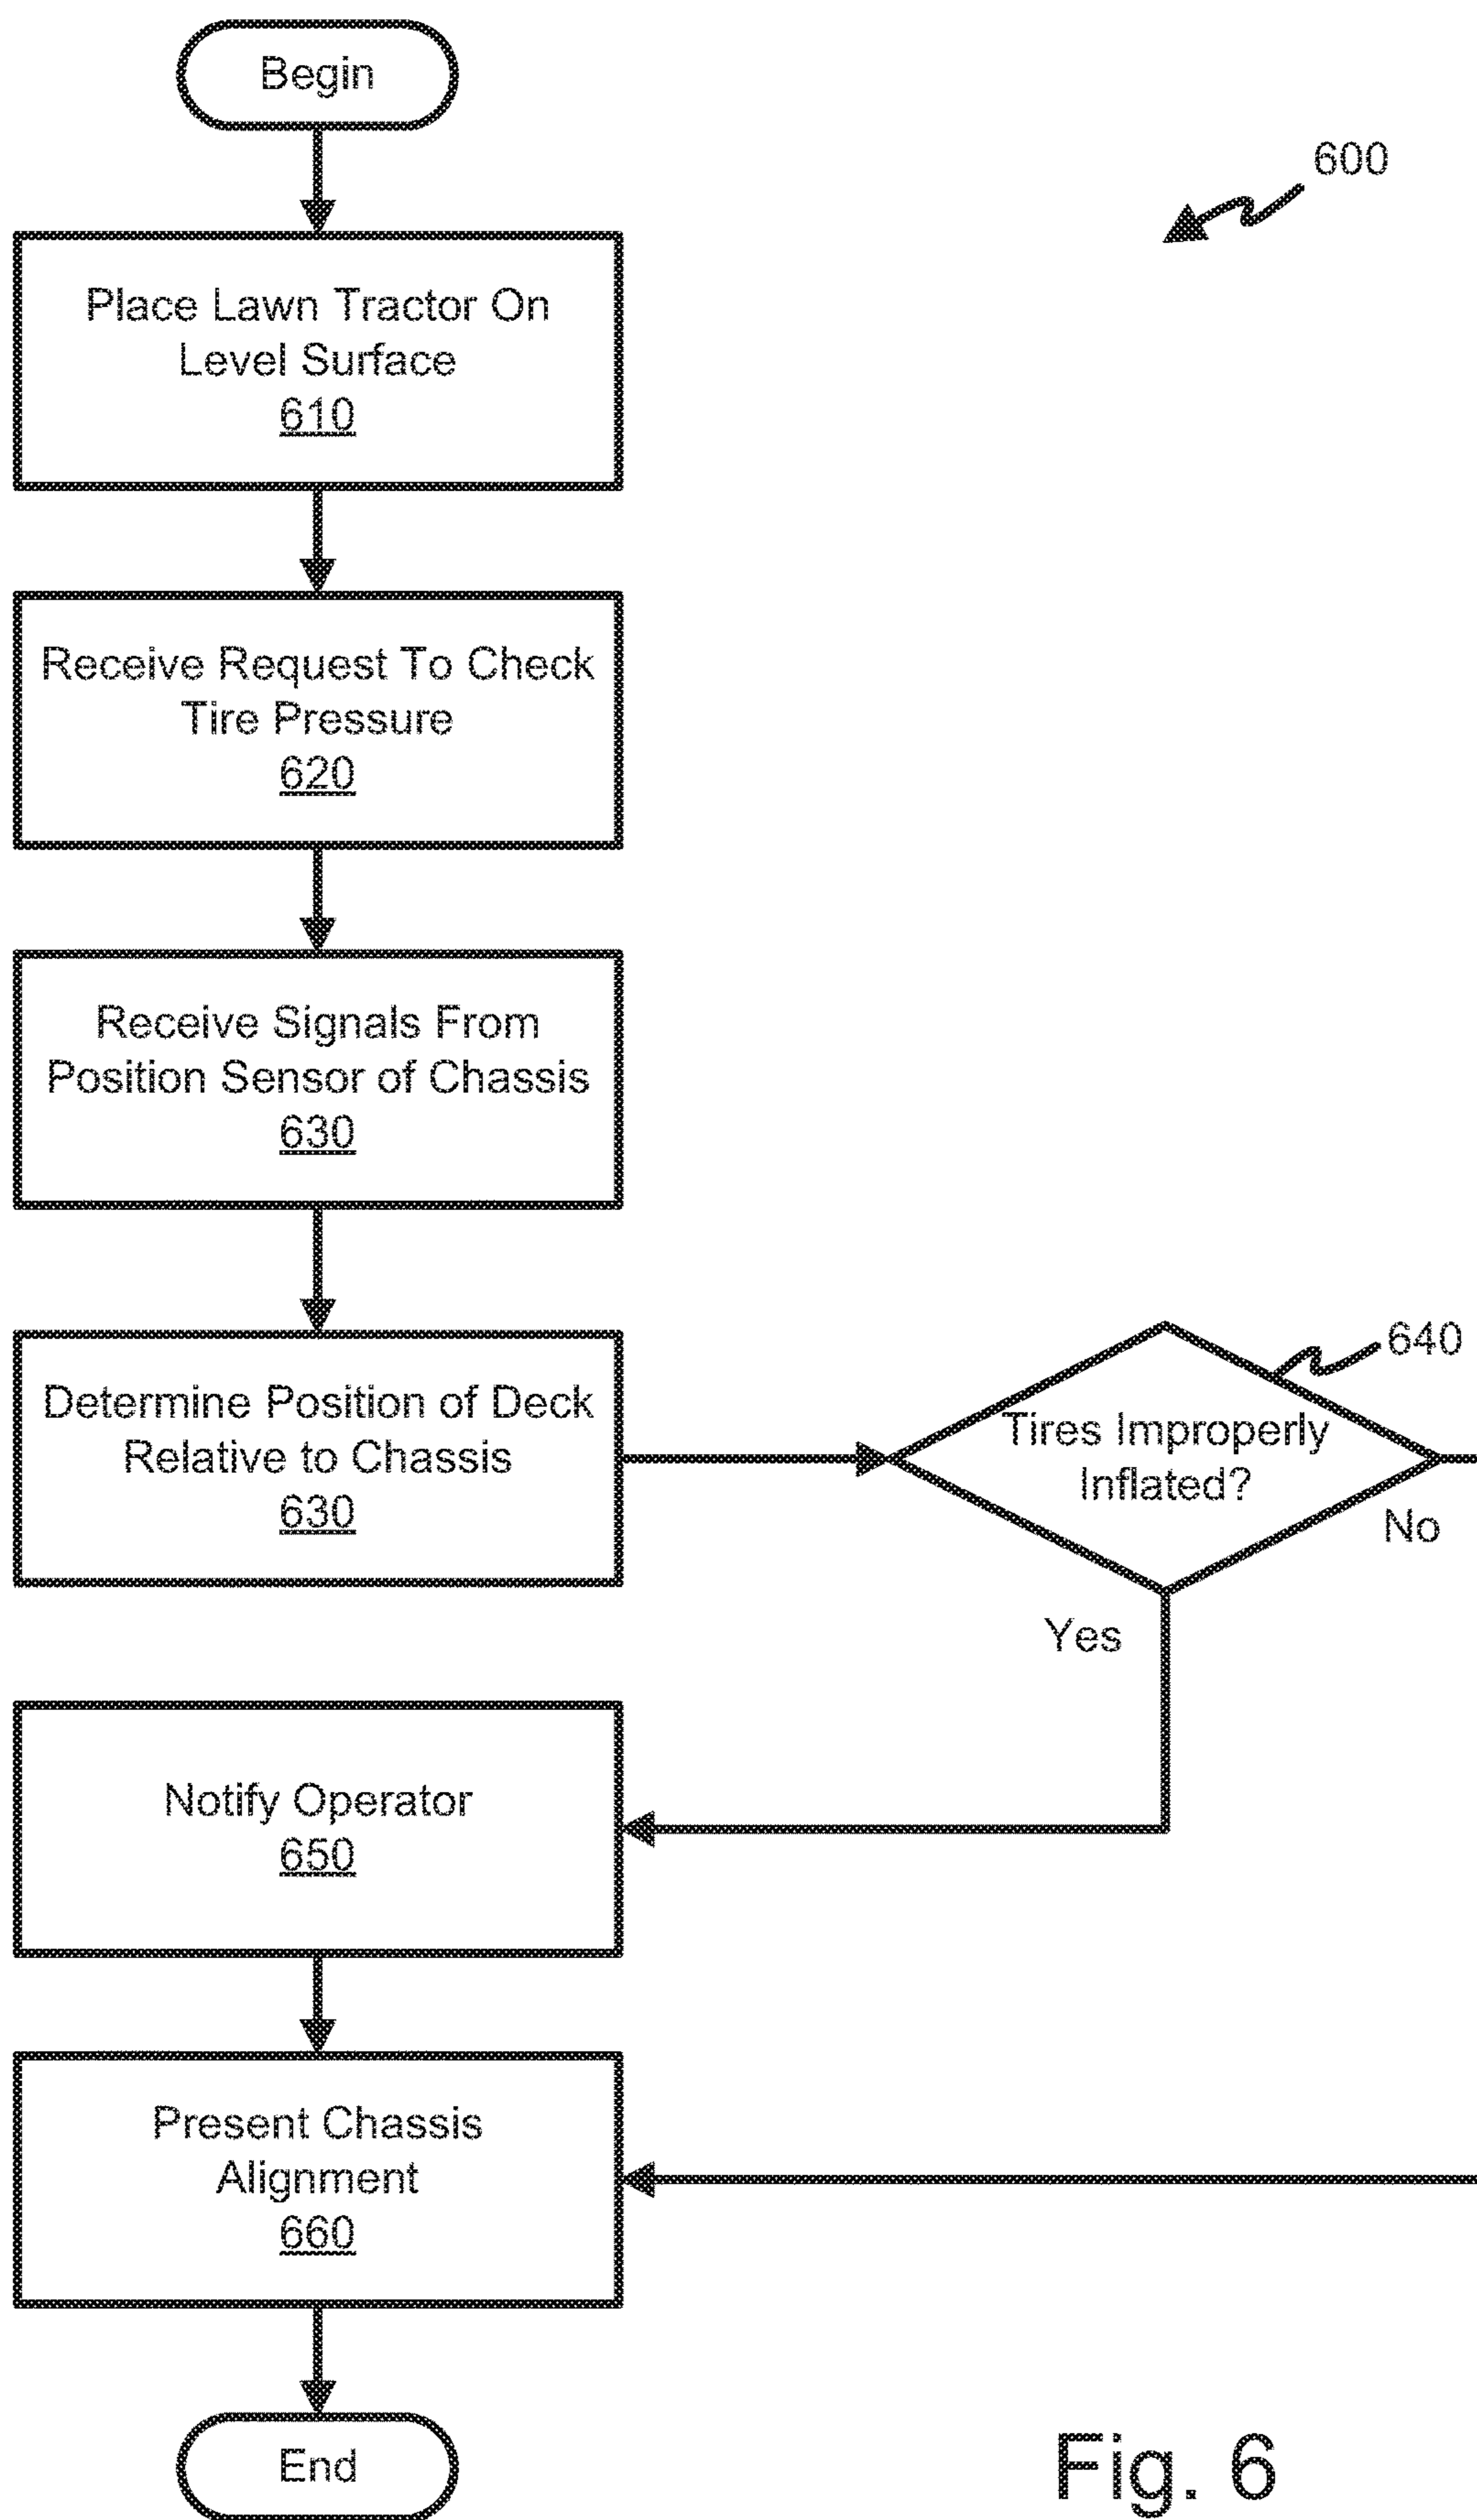 Begin
600
Place Lawn Tractor On
Level Surface
610
Receive Request To Check
Tire Pressure
620
Receive Signals From
Position Sensor of Chassis
630
Determine Position of Deck
Relative to Chassis
630
640
Tires Improperly
Inflated?
No
Yes
Notify Operator
650
Present Chassis
Alignment
660
End
Fig. 6